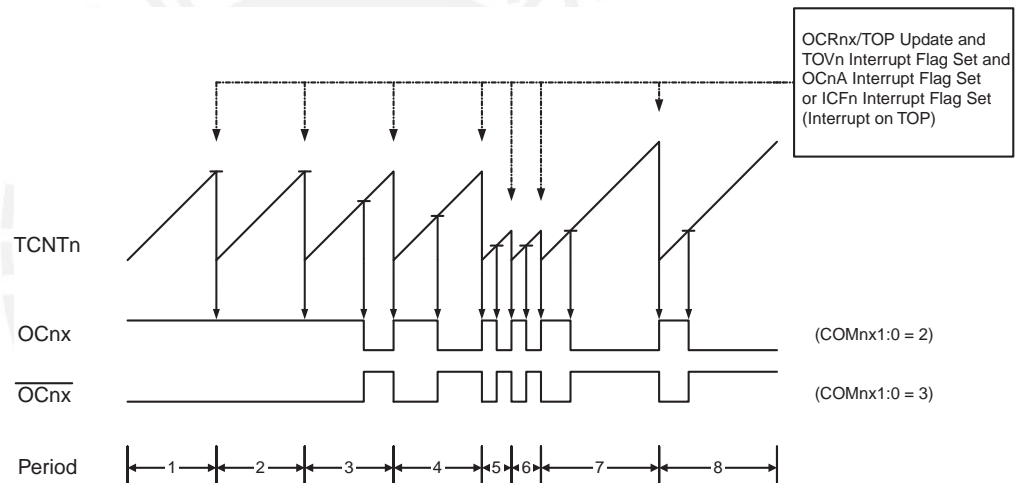 OCRnx/TOP Update and
TOVn Interrupt Flag Set and
OCnA Interrupt Flag Set
or ICFn Interrupt Flag Set
(Interrupt on TOP)
TCNTn
OCnx
(COMnx1:0 = 2)
OCnx
(COMnx1:0 = 3)
Period
1 2 3 4 5 6 7 8